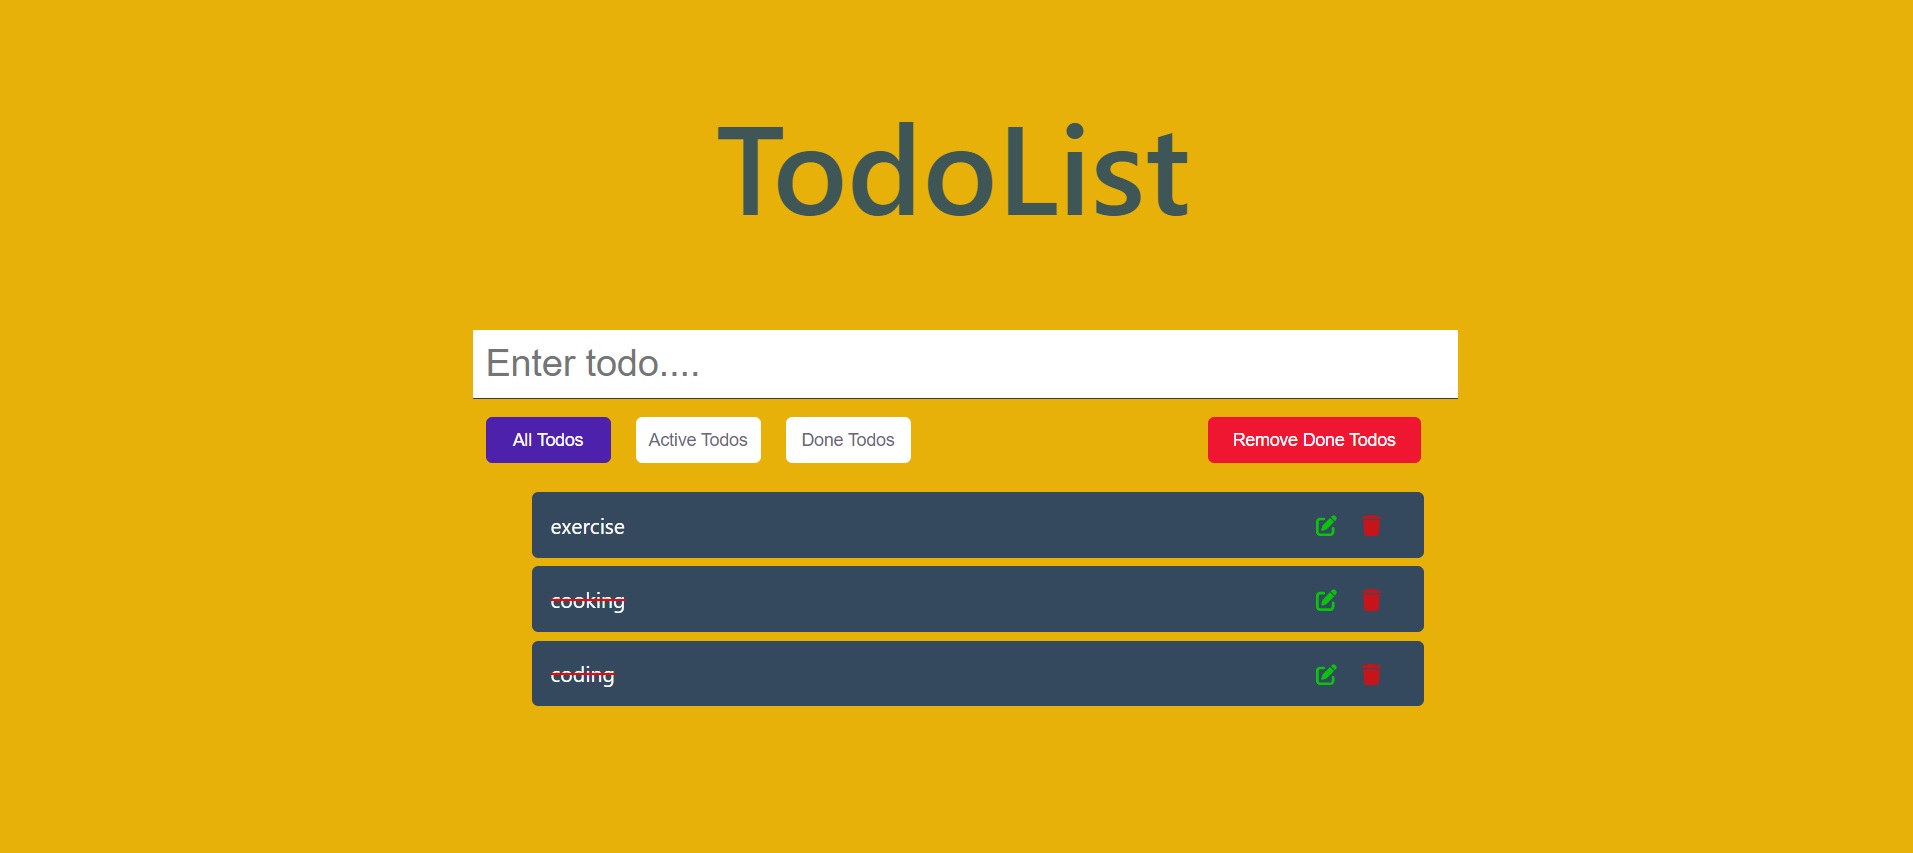 TodoList
Enter todo....
All Todos Active Todos Done Todos Remove Done Todos
exercise
cooking
coding